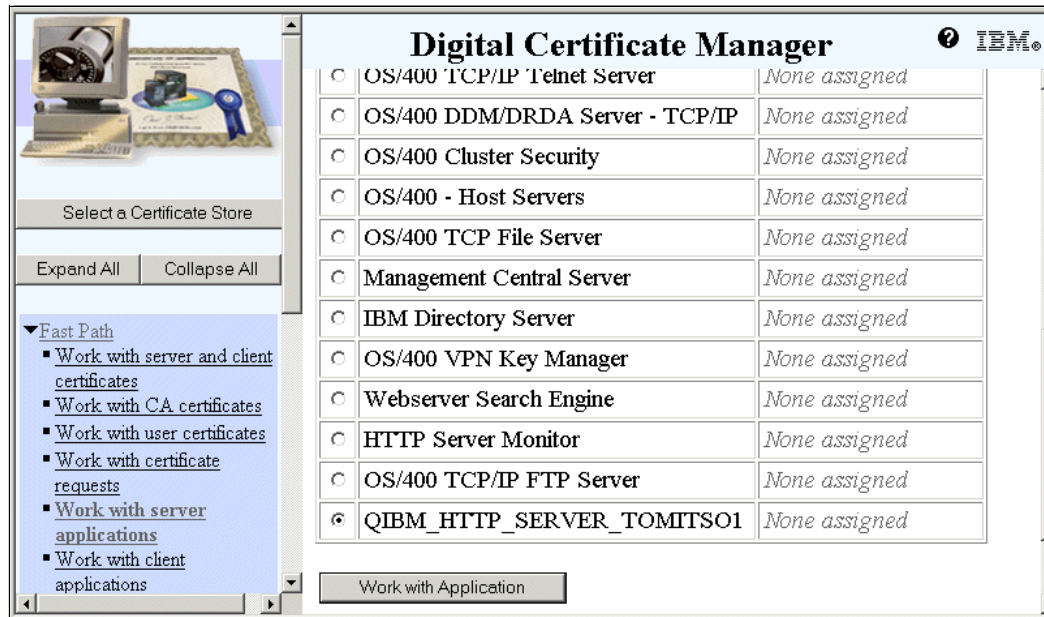 Digital Certificate Manager
IBM
Select a Certificate Store
Expand All
Collapse All
Fast Path
Work with server and client
certificates
Work with CA certificates
Work with user certificates
Work with certificate
requests
Work with server
applications
Work with client
applications
OS/400 TCP/IP Telnet Server None assigned
OS/400 DDM/DRDA Server - TCP/IP None assigned
OS/400 Cluster Security None assigned
OS/400 - Host Servers None assigned
OS/400 TCP File Server None assigned
Management Central Server None assigned
IBM Directory Server None assigned
OS/400 VPN Key Manager None assigned
Webserver Search Engine None assigned
HTTP Server Monitor None assigned
OS/400 TCP/IP FTP Server None assigned
QIBM_HTTP_SERVER_TOMITSO1 None assigned
Work with Application